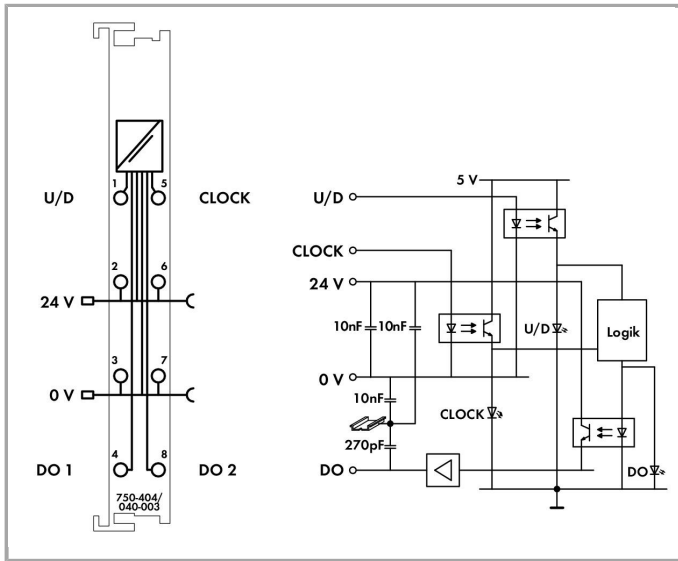 1
5
U/D
CLOCK
2
6
24 V
3
7
0 V
4
8
DO 1
DO 2
750-404/
040-003
5 V
U/D
CLOCK
24 V
10nF
10nF
U/D
Logik
0 V
10nF
CLOCK
270pF
DO
DO